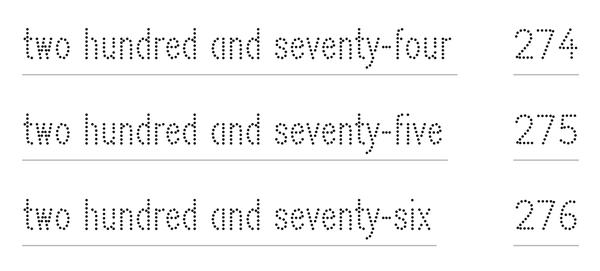 two hundred and seventy-four 274
two hundred and seventy-five 275
two hundred and seventy-six 276